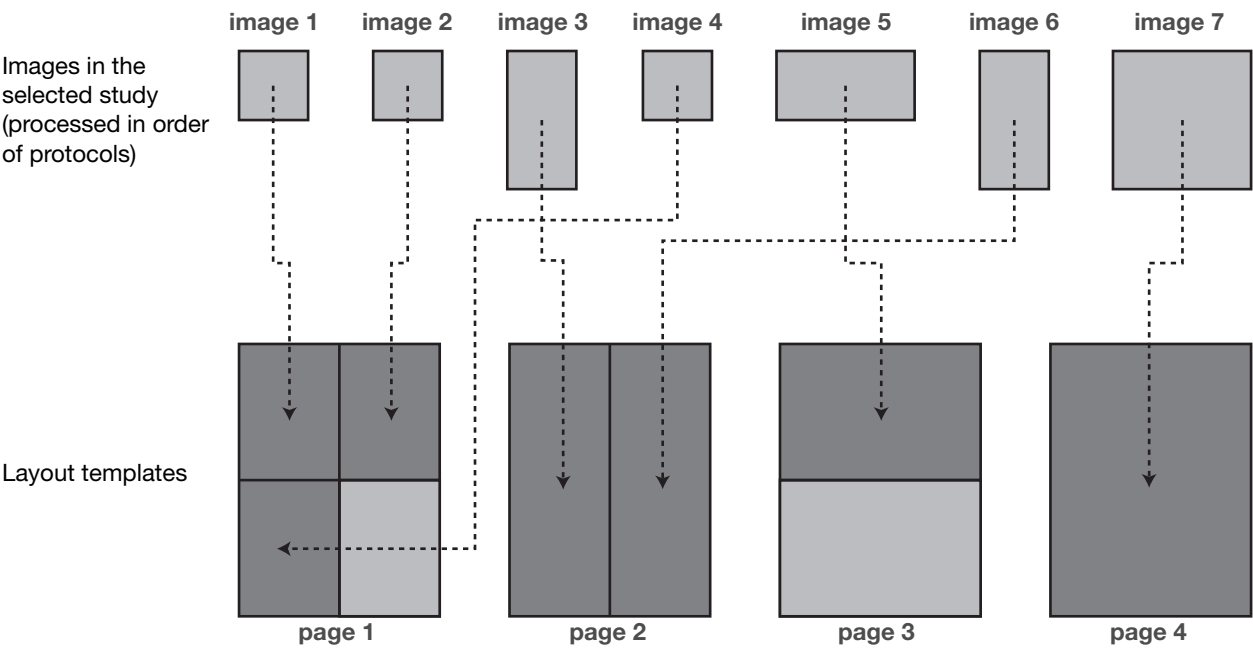 image 1
image 2
image 3
image 4
image 5
image 6
image 7
Images in the
selected study
(processed in order
of protocols)
Layout templates
page 1
page 2
page 3
page 4